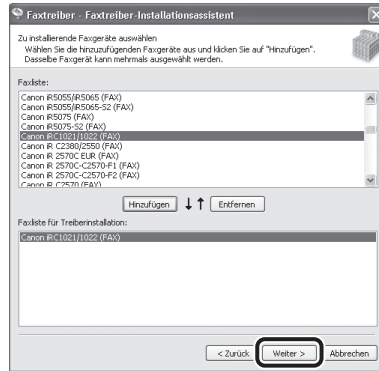 Faxtreiber - Faxtreiber-Installationsassistent
Zu installierende Faxgeräte auswählen
Wählen Sie die hinzuzufügenden Faxgeräte aus und klicken Sie auf "Hinzufügen".
Dasselbe Faxgerät kann mehrmals ausgewählt werden.
Faxliste:
Canon iR5055/iR5065 (FAX)
Canon iR5055/iR5065-S2 (FAX)
Canon iR5075 (FAX)
Canon iR5075-S2 (FAX)
Canon iRC1021/1022 (FAX)
Canon iR C2380/2550 (FAX)
Canon iR 2570C EUR (FAX)
Canon iR 2570C-C2570-F1 (FAX)
Canon iR 2570C-C2570-F2 (FAX)
Canon iR C2570 (FAX)
Hinzufügen ↓ ↑ Entfernen
Faxliste für Treiberinstallation:
Canon iRC1021/1022 (FAX)
< Zurück Weiter > Abbrechen